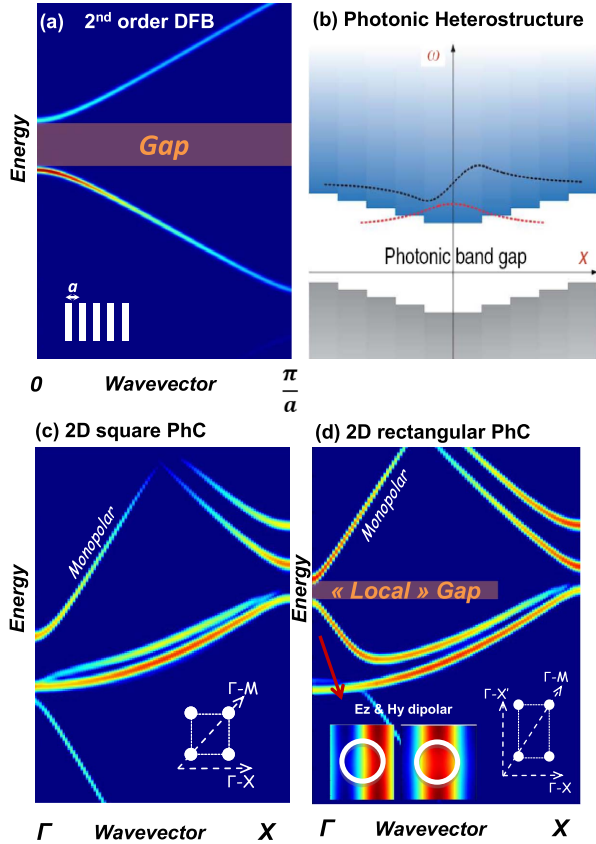 (a) 2nd order DFB
Energy
Gap
a
0 Wavevector π/a
(b) Photonic Heterostructure
ω
Photonic band gap
x
(c) 2D square PhC
Energy
Monopolar
Γ-M
Γ-X
Γ Wavevector X
(d) 2D rectangular PhC
Energy
Monopolar
« Local » Gap
Ez & Hy dipolar
Γ-X'
Γ-M
Γ-X
Γ Wavevector X